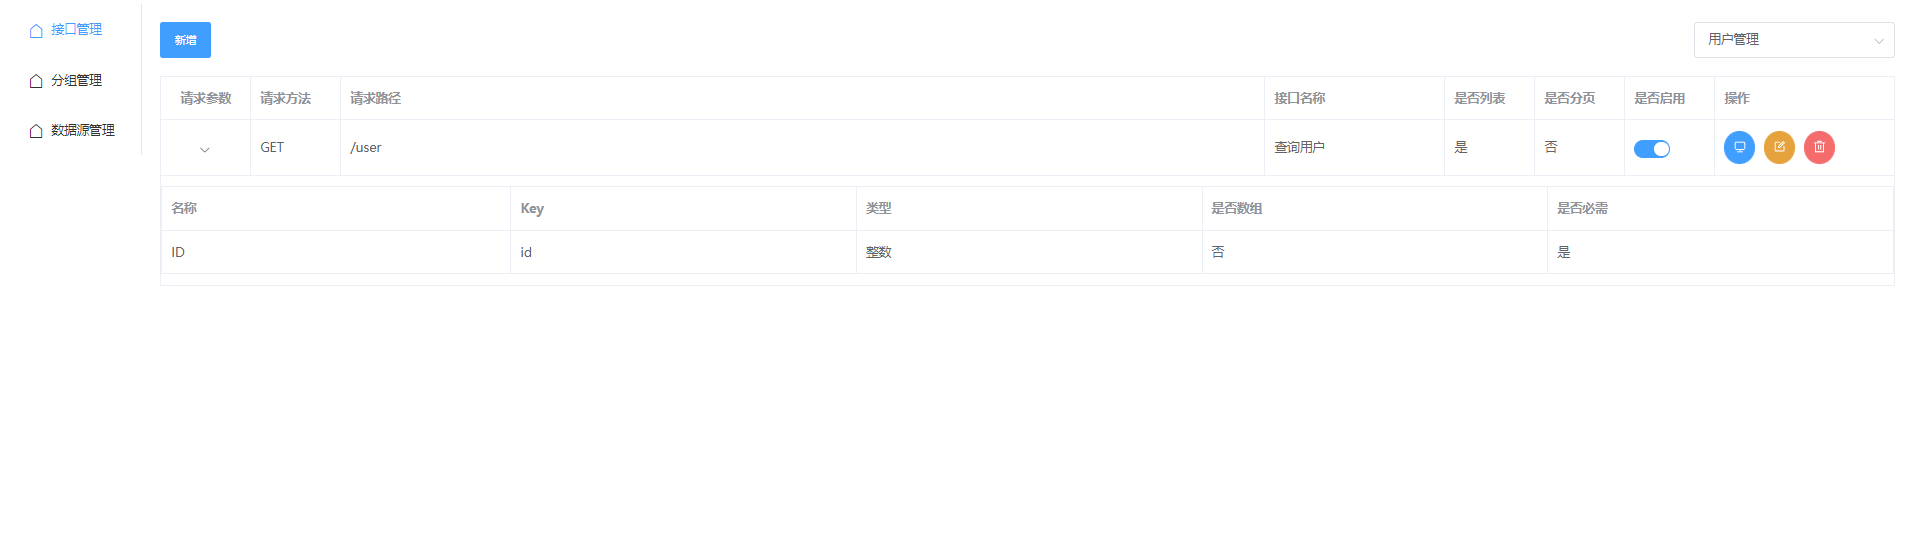 接口管理
分组管理
数据源管理
新增
用户管理
请求参数 请求方法 请求路径 接口名称 是否列表 是否分页 是否启用 操作
GET /user 查询用户 是 否
名称 Key 类型 是否数组 是否必需
ID id 整数 否 是